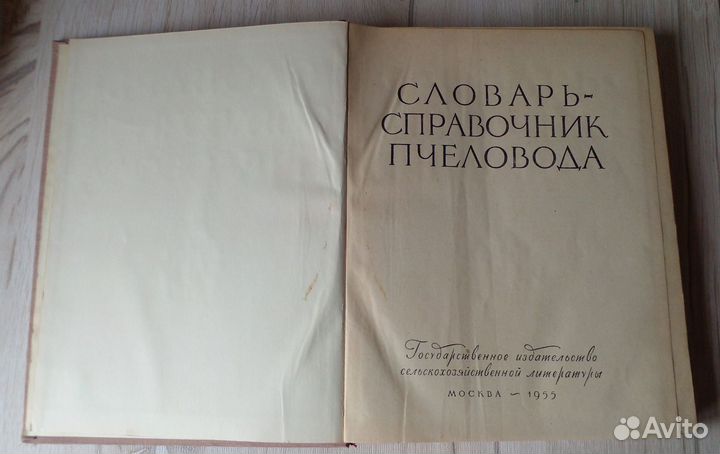 СЛОВАРЬ-
СПРАВОЧНИК
ПЧЕЛОВОДА
Государственное издательство
сельскохозяйственной литературы
МОСКВА ~ 1955
Avito